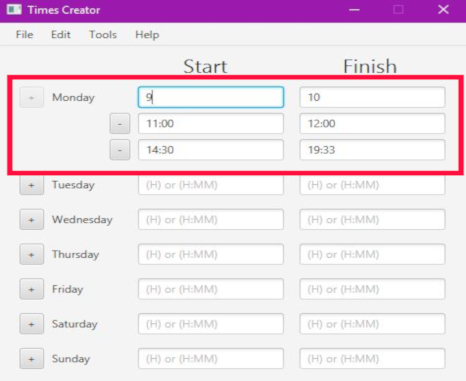 Times Creator
File Edit Tools Help
Start Finish
+ Monday 9 10
- 11:00 12:00
- 14:30 19:33
+ Tuesday (H) or (H:MM) (H) or (H:MM)
+ Wednesday (H) or (H:MM) (H) or (H:MM)
+ Thursday (H) or (H:MM) (H) or (H:MM)
+ Friday (H) or (H:MM) (H) or (H:MM)
+ Saturday (H) or (H:MM) (H) or (H:MM)
+ Sunday (H) or (H:MM) (H) or (H:MM)